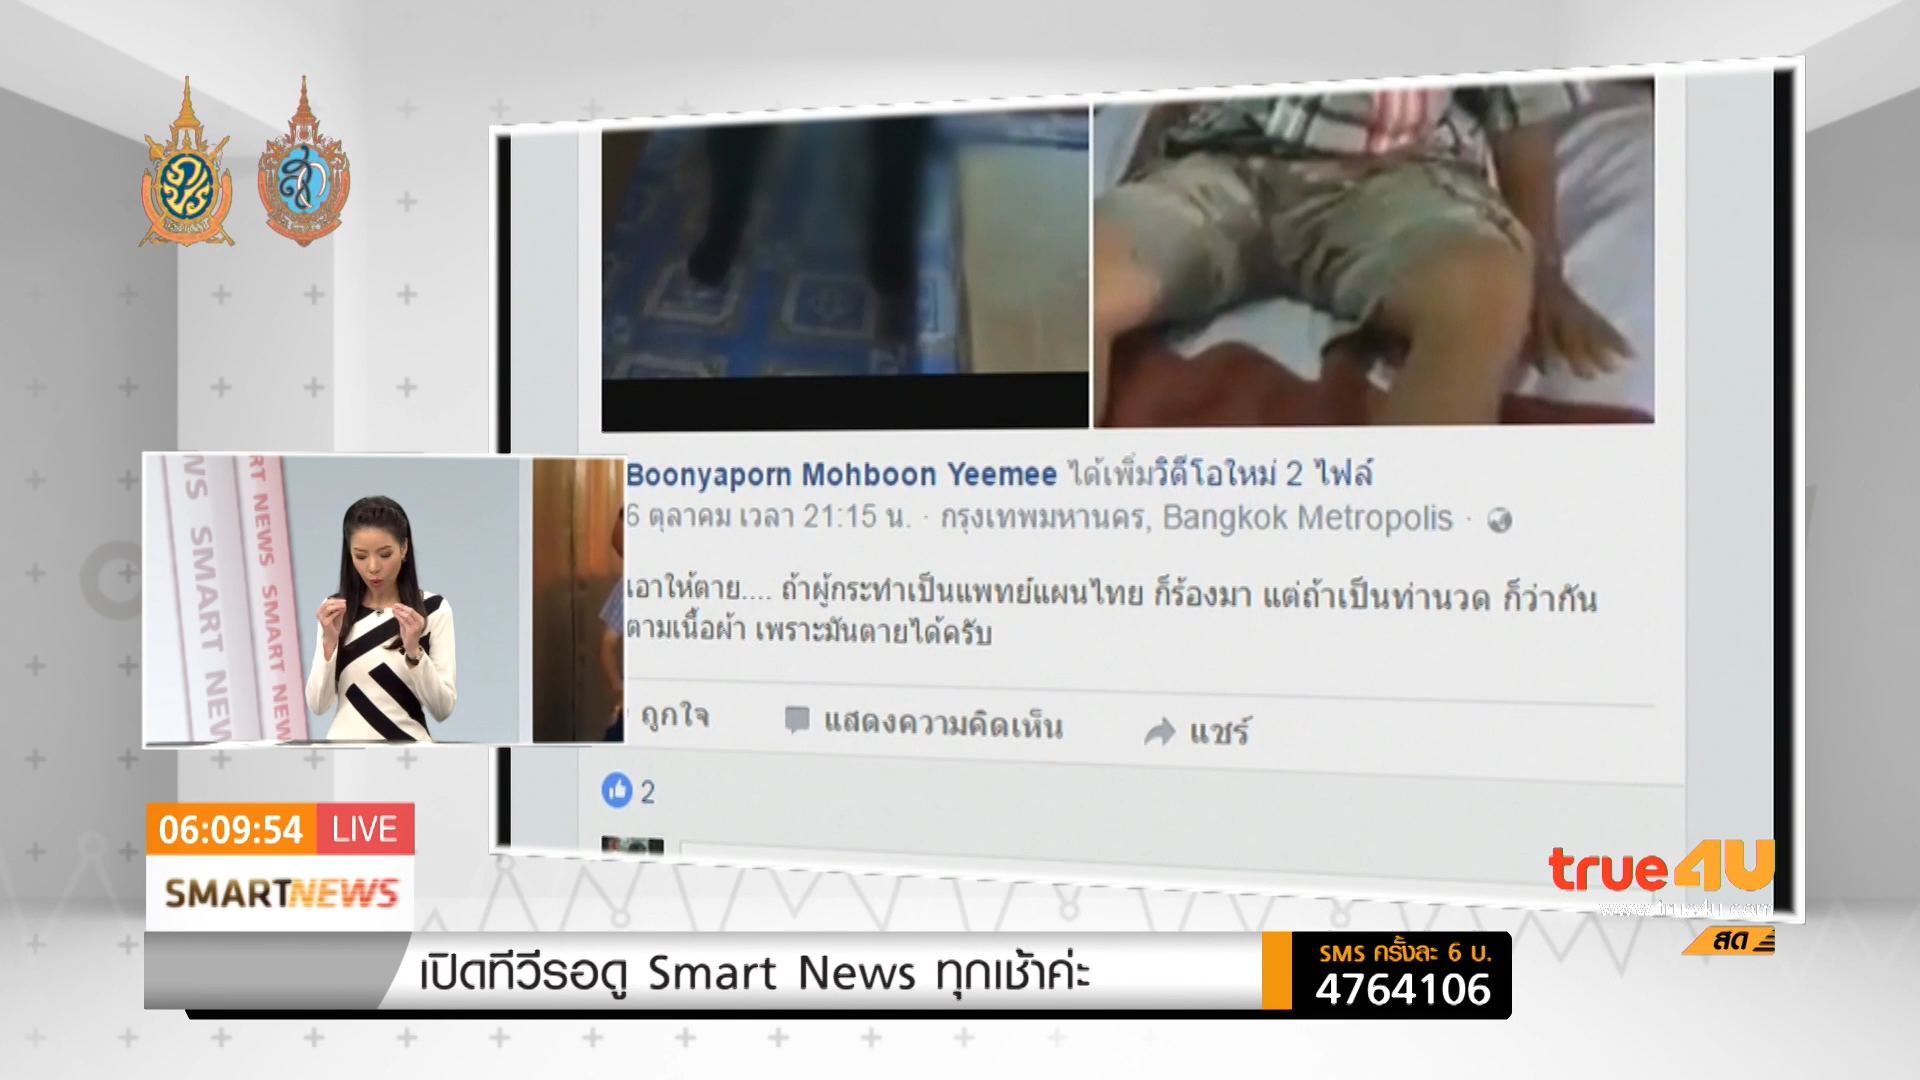 Boonyaporn Mohboon Yeemee ได้เพิ่มวิดีโอใหม่ 2 ไฟล์
6 ตุลาคม เวลา 21:15 น. · กรุงเทพมหานคร, Bangkok Metropolis ·
เอาให้ตาย.... ถ้าผู้กระทำเป็นแพทย์แผนไทย ก็ร้องมา แต่ถ้าเป็นท่านวด ก็ว่ากัน
ตามเนื้อผ้า เพราะมันตายได้ครับ
ถูกใจ แสดงความคิดเห็น แชร์
2
SMART NEWS
RT NEWS SMART NEW
06:09:54 LIVE
SMARTNEWS
true4U
www.true4u.com
สด
เปิดทีวีรอดู Smart News ทุกเช้าค่ะ
SMS ครั้งละ 6 บ.
4764106